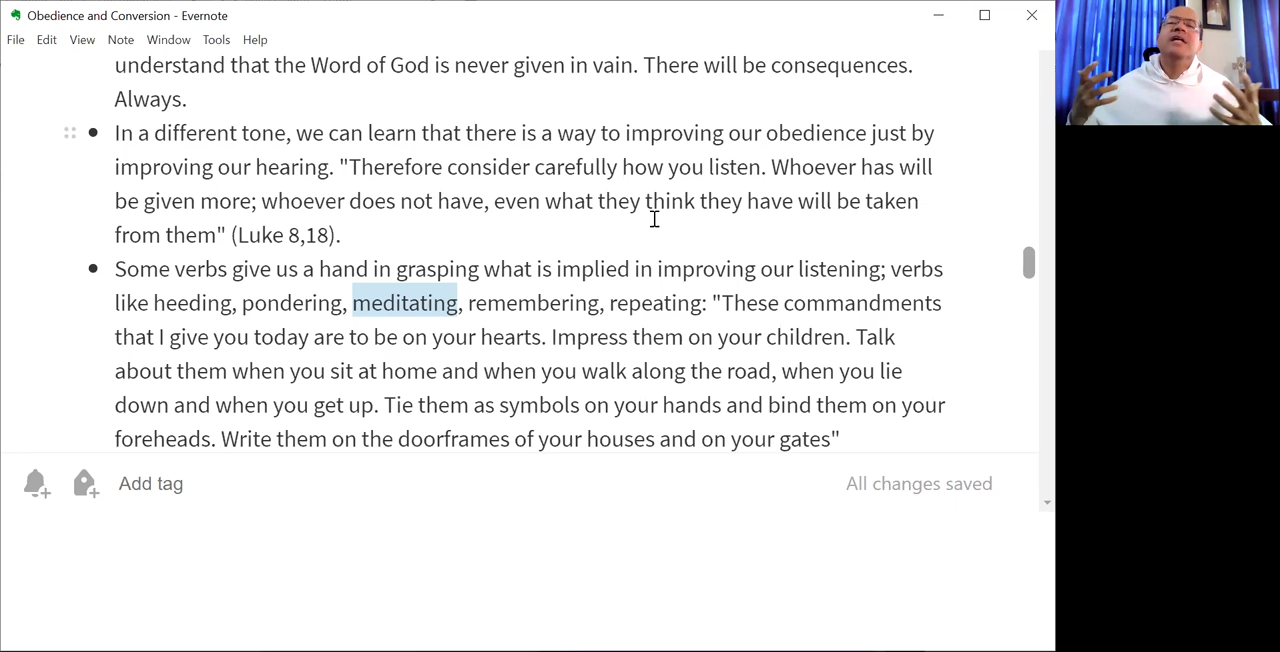 Obedience and Conversion - Evernote
File Edit View Note Window Tools Help
understand that the Word of God is never given in vain. There will be consequences.
Always.
In a different tone, we can learn that there is a way to improving our obedience just by
improving our hearing. "Therefore consider carefully how you listen. Whoever has will
be given more; whoever does not have, even what they think they have will be taken
from them" (Luke 8,18).
Some verbs give us a hand in grasping what is implied in improving our listening; verbs
like heeding, pondering, meditating, remembering, repeating: "These commandments
that I give you today are to be on your hearts. Impress them on your children. Talk
about them when you sit at home and when you walk along the road, when you lie
down and when you get up. Tie them as symbols on your hands and bind them on your
foreheads. Write them on the doorframes of your houses and on your gates"
Add tag
All changes saved